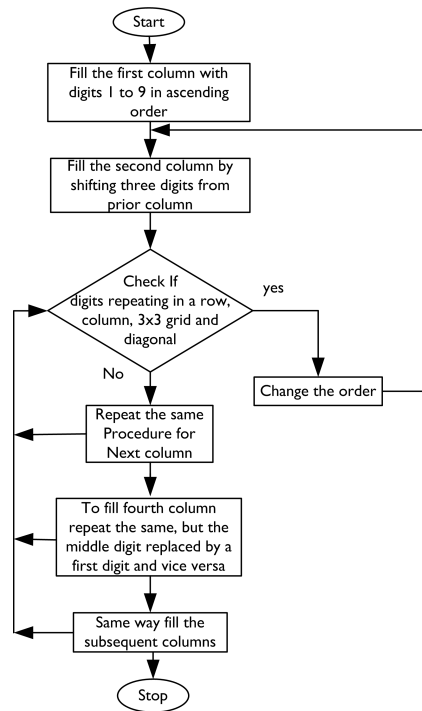 Start
Fill the first column with
digits 1 to 9 in ascending
order
Fill the second column by
shifting three digits from
prior column
Check If
digits repeating in a row,
column, 3x3 grid and
diagonal
yes
No
Change the order
Repeat the same
Procedure for
Next column
To fill fourth column
repeat the same, but the
middle digit replaced by a
first digit and vice versa
Same way fill the
subsequent columns
Stop